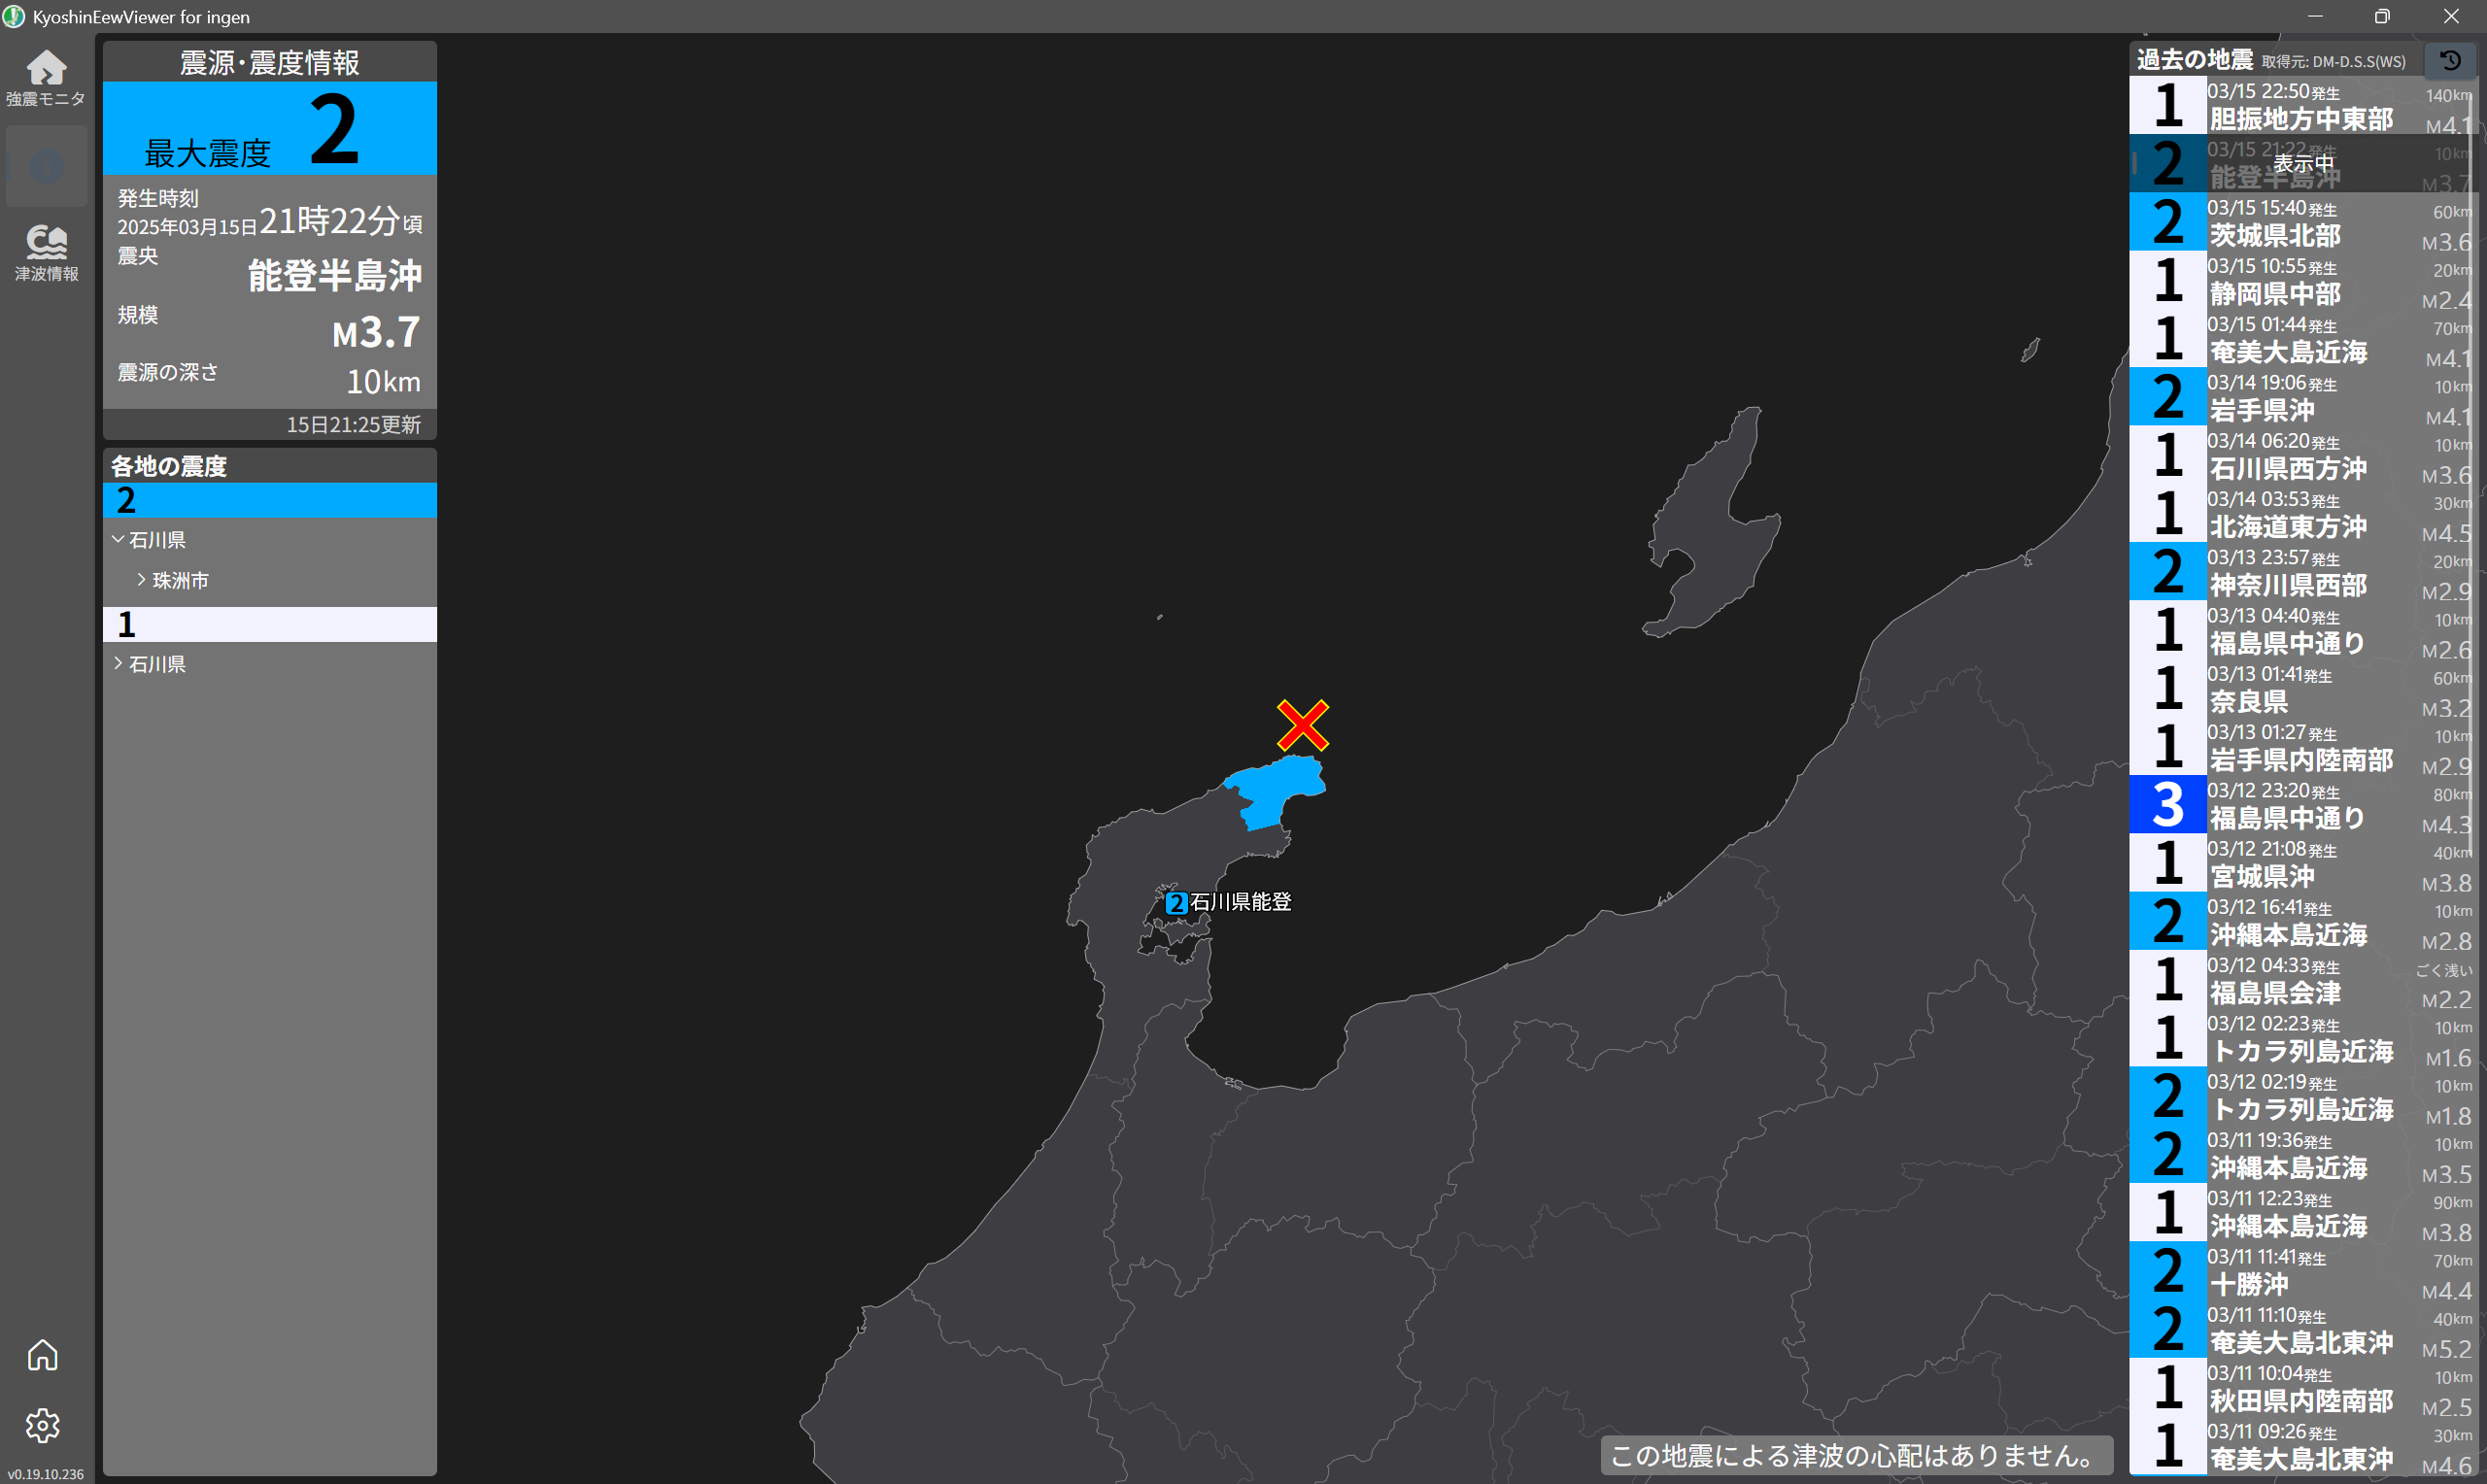 KyoshinEewViewer for ingen
強震モニタ
津波情報
v0.19.10.236
震源・震度情報
最大震度 2
発生時刻
2025年03月15日21時22分頃
震央
能登半島沖
規模
M3.7
震源の深さ
10km
15日21:25更新
各地の震度
2
石川県
珠洲市
1
石川県
2石川県能登
この地震による津波の心配はありません。
過去の地震 取得元: DM-D.S.S(WS)
1 03/15 22:50発生 140km
胆振地方中東部 M4.1
2 03/15 21:22発生 10km
表示中
能登半島沖 M3.7
2 03/15 15:40発生 60km
茨城県北部 M3.6
1 03/15 10:55発生 20km
静岡県中部 M2.4
1 03/15 01:44発生 70km
奄美大島近海 M4.1
2 03/14 19:06発生 10km
岩手県沖 M4.1
1 03/14 06:20発生 10km
石川県西方沖 M3.6
1 03/14 03:53発生 30km
北海道東方沖 M4.5
2 03/13 23:57発生 20km
神奈川県西部 M2.9
1 03/13 04:40発生 10km
福島県中通り M2.6
1 03/13 01:41発生 60km
奈良県 M3.2
1 03/13 01:27発生 10km
岩手県内陸南部 M2.9
3 03/12 23:20発生 80km
福島県中通り M4.3
1 03/12 21:08発生 40km
宮城県沖 M3.8
2 03/12 16:41発生 10km
沖縄本島近海 M2.8
1 03/12 04:33発生 ごく浅い
福島県会津 M2.2
1 03/12 02:23発生 10km
トカラ列島近海 M1.6
2 03/12 02:19発生 10km
トカラ列島近海 M1.8
2 03/11 19:36発生 10km
沖縄本島近海 M3.5
1 03/11 12:23発生 90km
沖縄本島近海 M3.8
2 03/11 11:41発生 70km
十勝沖 M4.4
2 03/11 11:10発生 40km
奄美大島北東沖 M5.2
1 03/11 10:04発生 10km
秋田県内陸南部 M2.5
1 03/11 09:26発生 30km
奄美大島北東沖 M4.6